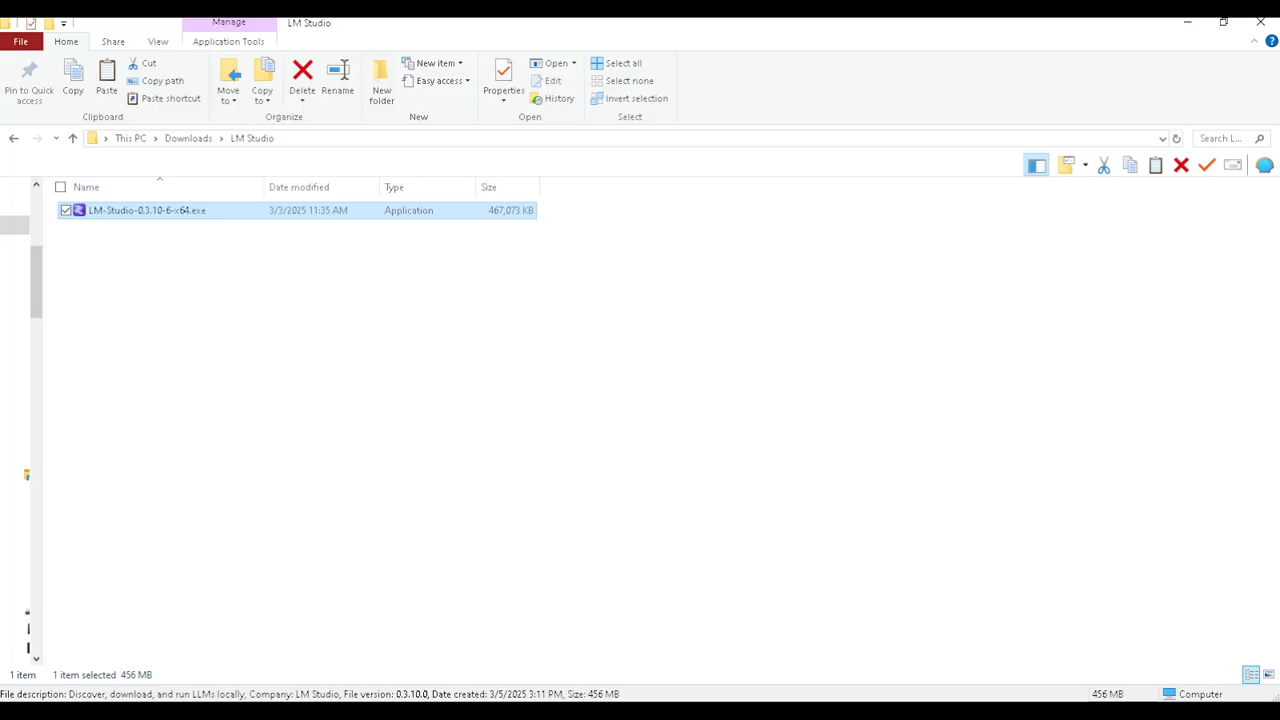 Manage
LM Studio
File
Home
Share
View
Application Tools
Pin to Quick access
Copy
Paste
Cut
Copy path
Paste shortcut
Clipboard
Move to
Copy to
Delete
Rename
Organize
New folder
New item
Easy access
New
Properties
Open
Edit
History
Open
Select all
Select none
Invert selection
Select
This PC > Downloads > LM Studio
Search L...
Name
Date modified
Type
Size
LM-Studio-0.3.10-6-x64.exe
3/3/2025 11:35 AM
Application
467,073 KB
1 item
1 item selected 456 MB
File description: Discover, download, and run LLMs locally, Company: LM Studio, File version: 0.3.10.0, Date created: 3/5/2025 3:11 PM, Size: 456 MB
456 MB
Computer